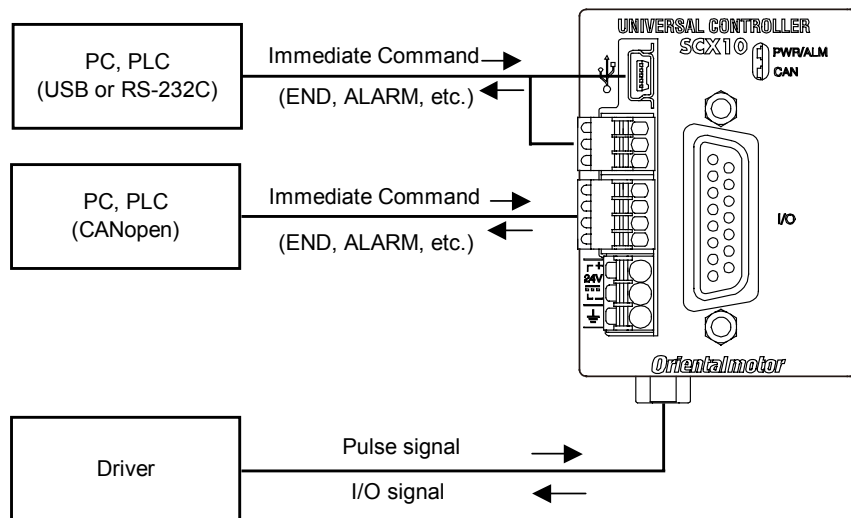 UNIVERSAL CONTROLLER
SCX10
PWR/ALM
CAN
PC, PLC
(USB or RS-232C)
Immediate Command
(END, ALARM, etc.)
PC, PLC
(CANopen)
Immediate Command
(END, ALARM, etc.)
I/O
+
24V
Orientalmotor
Driver
Pulse signal
I/O signal